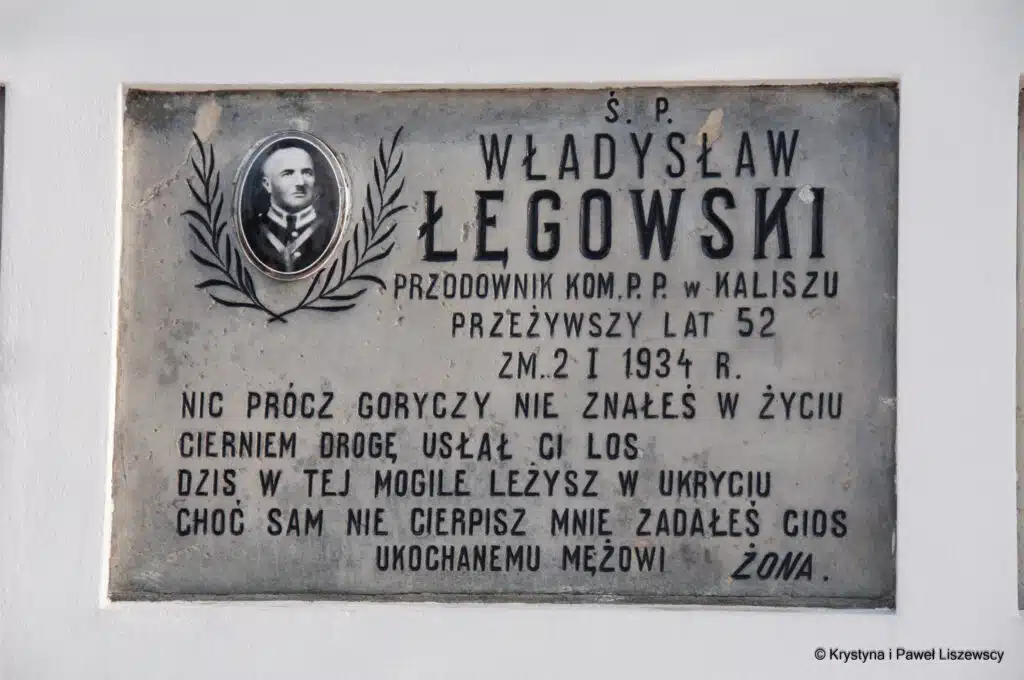 Ś. P.
WŁADYSŁAW
ŁĘGOWSKI
PRZODOWNIK KOM. P. P. w KALISZU
PRZEŻYWSZY LAT 52
ZM. 2 I 1934 R.
NIC PRÓCZ GORYCZY NIE ZNAŁEŚ W ŻYCIU
CIERNIEM DROGĘ USŁAŁ CI LOS
DZIS W TEJ MOGILE LEŻYSZ W UKRYCIU
CHOĆ SAM NIE CIERPISZ MNIE ZADAŁEŚ CIOS
UKOCHANEMU MĘŻOWI ŻONA.
© Krystyna i Paweł Liszewscy